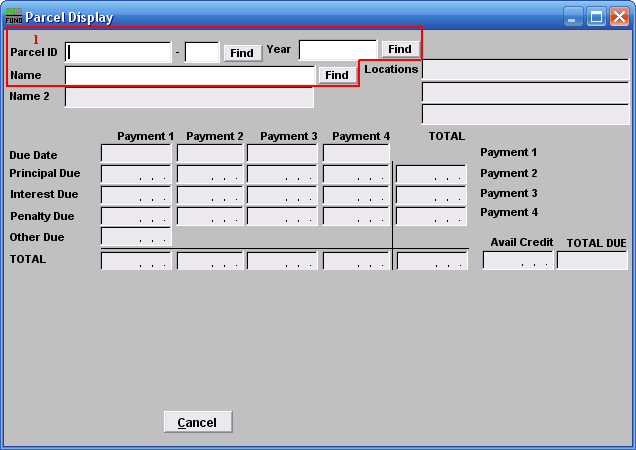 FUND Parcel Display
1
Parcel ID - Find Year Find
Name Find Locations
Name 2
Payment 1 Payment 2 Payment 3 Payment 4 TOTAL
Due Date Payment 1
Principal Due , , . , , . , , . , , . , , . Payment 2
Interest Due , , . , , . , , . , , . , , . Payment 3
Penalty Due , , . , , . , , . , , . , , . Payment 4
Other Due , , .
Avail Credit TOTAL DUE
TOTAL , , . , , . , , . , , . , , . , , .
Cancel